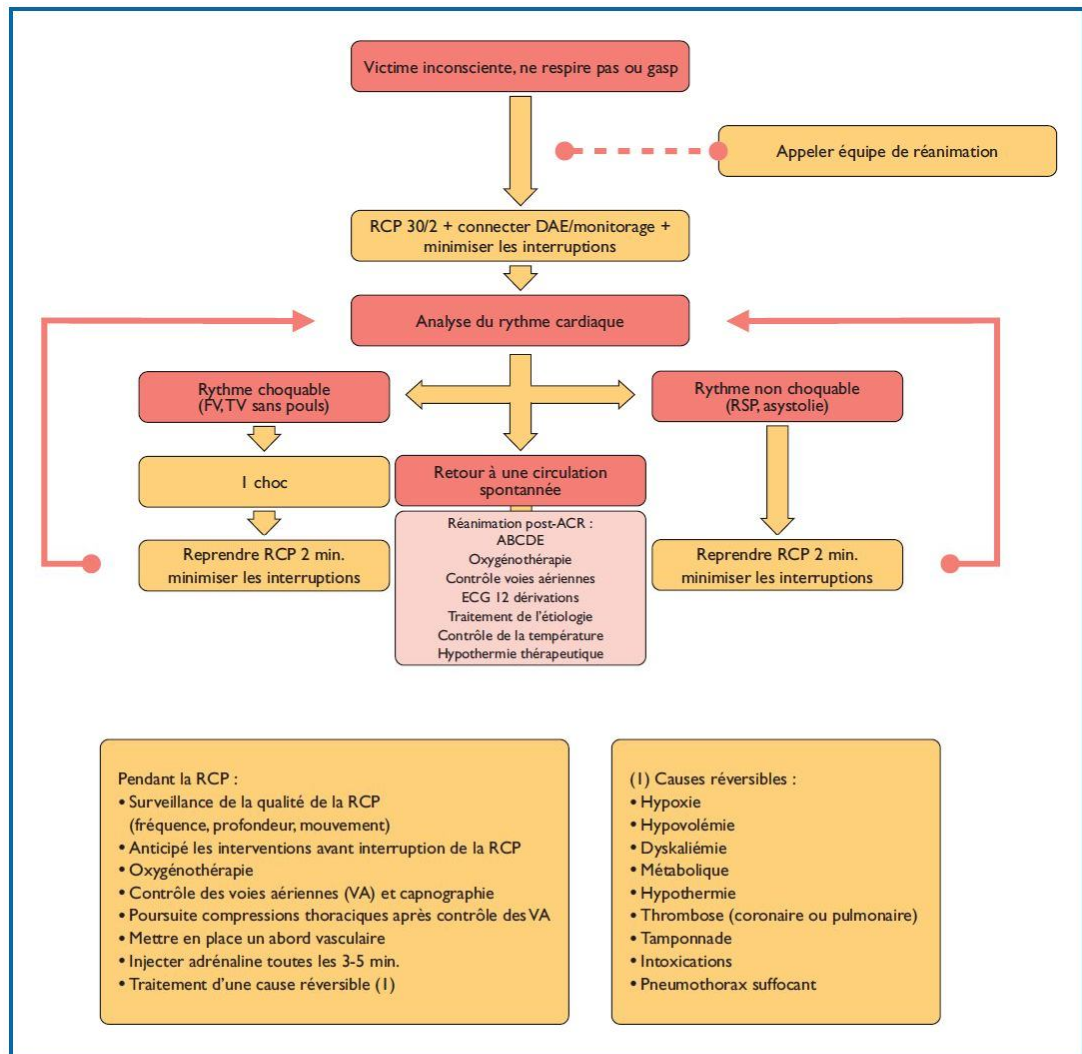 Victime inconsciente, ne respire pas ou gasp
Appeler équipe de réanimation
RCP 30/2 + connecter DAE/monitorage +
minimiser les interruptions
Analyse du rythme cardiaque
Rythme choquable
(FV, TV sans pouls)
Rythme non choquable
(RSP, asystolie)
1 choc
Retour à une circulation
spontannée
Reprendre RCP 2 min.
minimiser les interruptions
Réanimation post-ACR :
ABCDE
Oxygénothérapie
Contrôle voies aériennes
ECG 12 dérivations
Traitement de l'étiologie
Contrôle de la température
Hypothermie thérapeutique
Reprendre RCP 2 min.
minimiser les interruptions
Pendant la RCP :
• Surveillance de la qualité de la RCP
(fréquence, profondeur, mouvement)
• Anticipé les interventions avant interruption de la RCP
• Oxygénothérapie
• Contrôle des voies aériennes (VA) et capnographie
• Poursuite compressions thoraciques après contrôle des VA
• Mettre en place un abord vasculaire
• Injecter adrénaline toutes les 3-5 min.
• Traitement d'une cause réversible (1)
(1) Causes réversibles :
• Hypoxie
• Hypovolémie
• Dyskaliémie
• Métabolique
• Hypothermie
• Thrombose (coronaire ou pulmonaire)
• Tamponnade
• Intoxications
• Pneumothorax suffocant